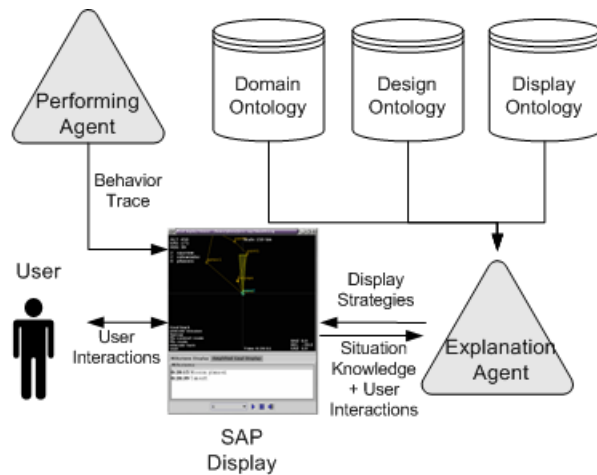 Performing
Agent
Domain
Ontology
Design
Ontology
Display
Ontology
Behavior
Trace
User
User
Interactions
Display
Strategies
Situation
Knowledge
+ User
Interactions
Explanation
Agent
SAP
Display